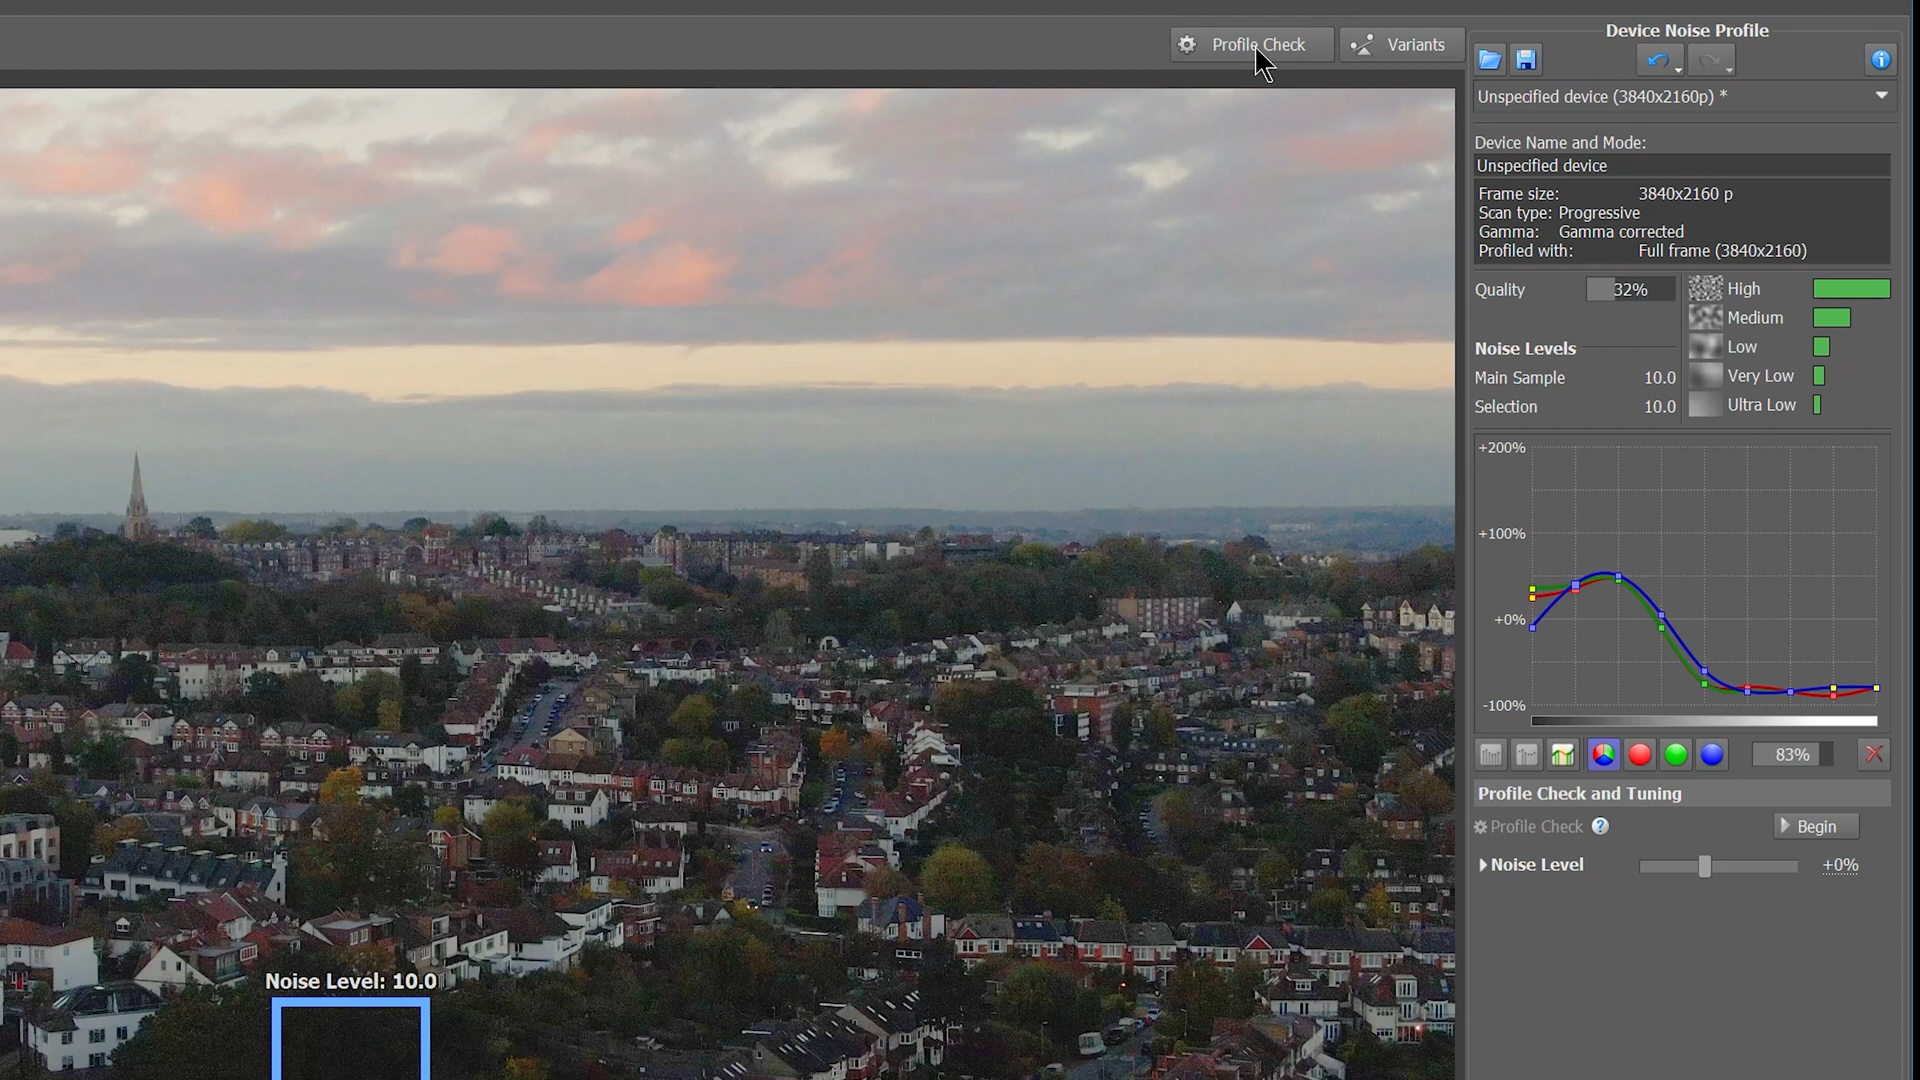 Profile Check
Variants
Device Noise Profile
Unspecified device (3840x2160p) *
Device Name and Mode:
Unspecified device
Frame size: 3840x2160 p
Scan type: Progressive
Gamma: Gamma corrected
Profiled with: Full frame (3840x2160)
Quality 32%
High
Medium
Noise Levels
Low
Main Sample 10.0
Very Low
Selection 10.0
Ultra Low
+200%
+100%
+0%
-100%
83%
Profile Check and Tuning
Profile Check ? Begin
Noise Level +0%
Noise Level: 10.0